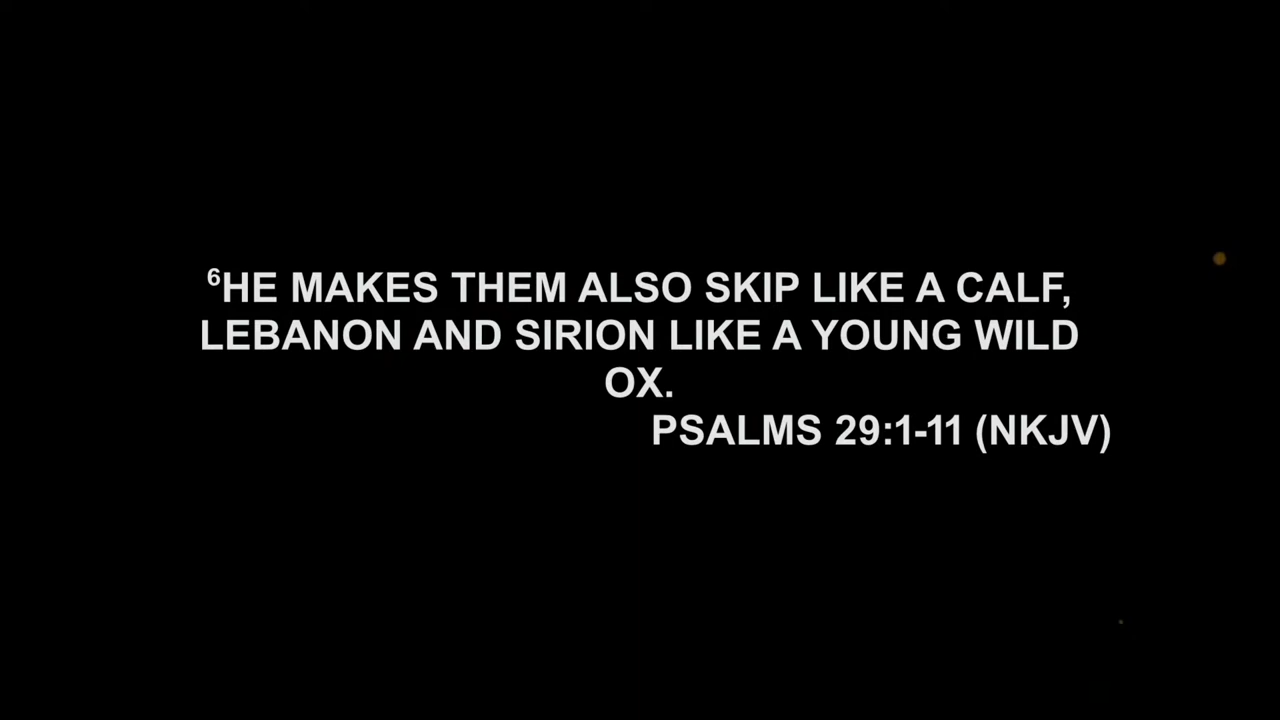 ⁶HE MAKES THEM ALSO SKIP LIKE A CALF,
LEBANON AND SIRION LIKE A YOUNG WILD
OX.
PSALMS 29:1-11 (NKJV)